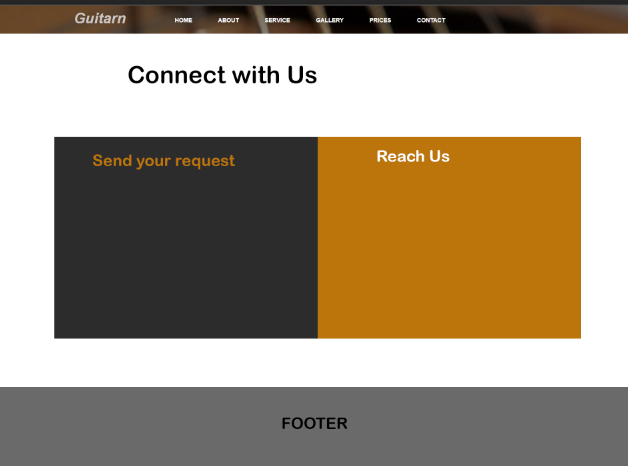 Guitarn
HOME ABOUT SERVICE GALLERY PRICES CONTACT
Connect with Us
Send your request
Reach Us
FOOTER